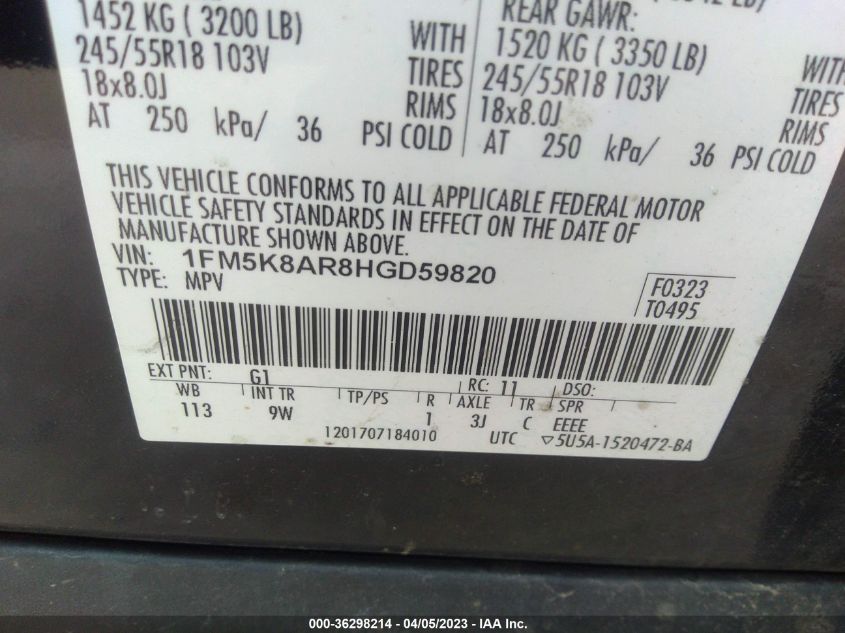 REAR GAWR:
1452 KG ( 3200 LB) WITH 1520 KG ( 3350 LB) WITH
245/55R18 103V TIRES 245/55R18 103V TIRES
18x8.0J RIMS 18x8.0J RIMS
AT 250 kPa/ 36 PSI COLD AT 250 kPa/ 36 PSI COLD
THIS VEHICLE CONFORMS TO ALL APPLICABLE FEDERAL MOTOR
VEHICLE SAFETY STANDARDS IN EFFECT ON THE DATE OF
MANUFACTURE SHOWN ABOVE.
VIN: 1FM5K8AR8HGD59820
TYPE: MPV
F0323
T0495
EXT PNT: G1 RC: 11 DSO:
WB INT TR TP/PS R AXLE TR SPR
113 9W 1 3J C EEEE
1201707184010 UTC ▽5U5A-1520472-BA
000-36298214 - 04/05/2023 - IAA Inc.